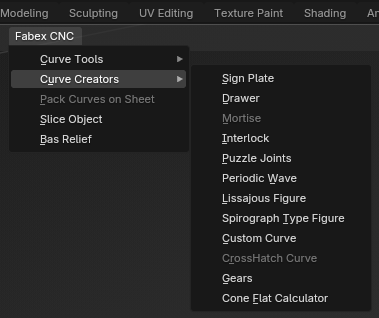 Modeling Sculpting UV Editing Texture Paint Shading
Fabex CNC
Curve Tools
Curve Creators
Pack Curves on Sheet
Slice Object
Bas Relief
Sign Plate
Drawer
Mortise
Interlock
Puzzle Joints
Periodic Wave
Lissajous Figure
Spirograph Type Figure
Custom Curve
CrossHatch Curve
Gears
Cone Flat Calculator